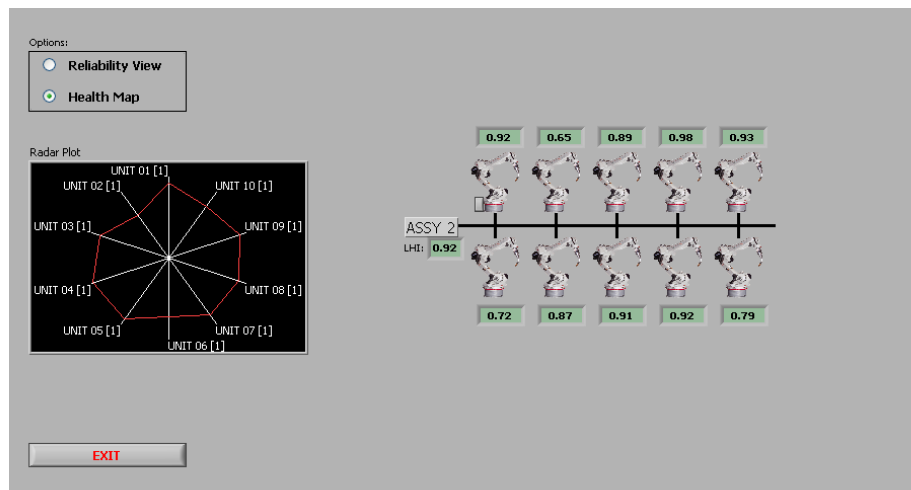 Options:
Reliability View
Health Map
Radar Plot
UNIT 01 [1]
UNIT 02 [1]
UNIT 10 [1]
UNIT 03 [1]
UNIT 09 [1]
UNIT 04 [1]
UNIT 08 [1]
UNIT 05 [1]
UNIT 07 [1]
UNIT 06 [1]
0.92 0.65 0.89 0.98 0.93
ASSY 2
LHI: 0.92
0.72 0.87 0.91 0.92 0.79
EXIT